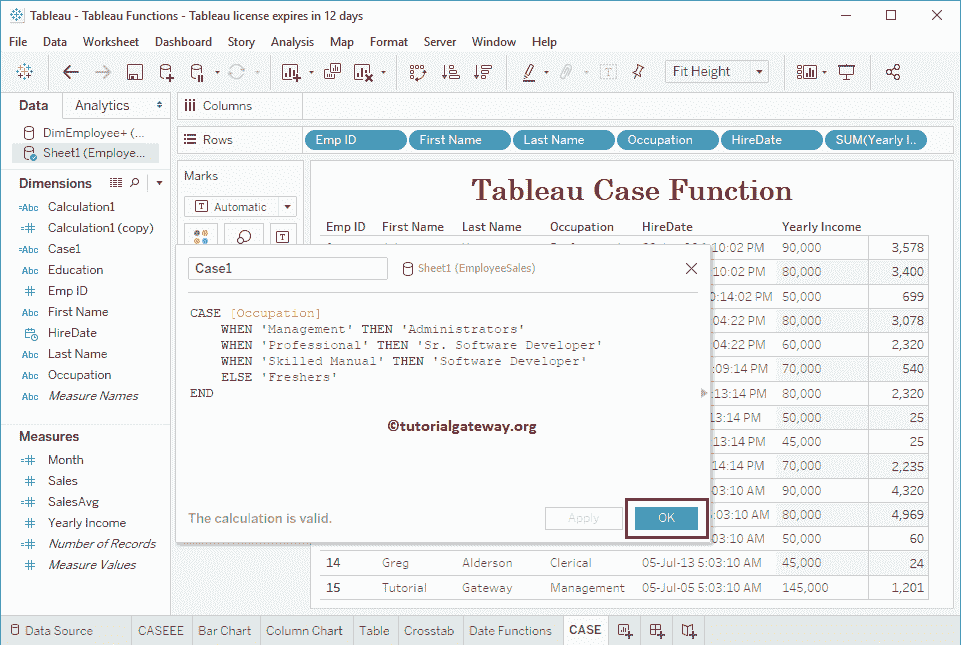 Tableau - Tableau Functions - Tableau license expires in 12 days
File Data Worksheet Dashboard Story Analysis Map Format Server Window Help
Fit Height
Data Analytics
Columns
DimEmployee+ (...
Sheet1 (Employe...
Rows Emp ID First Name Last Name Occupation HireDate SUM(Yearly I..
Dimensions
Abc Calculation1
Calculation1 (copy)
Abc Case1
Abc Education
Emp ID
Abc First Name
HireDate
Abc Last Name
Abc Occupation
Abc Measure Names
Measures
Month
Sales
SalesAvg
Yearly Income
Number of Records
Measure Values
Marks
Automatic
Tableau Case Function
Emp ID First Name Last Name Occupation HireDate Yearly Income
10:02 PM 90,000 3,578
10:02 PM 80,000 3,400
0:14:02 PM 50,000 699
04:22 PM 80,000 3,078
04:22 PM 60,000 2,320
:09:14 PM 70,000 540
13:14 PM 80,000 2,320
13:14 PM 50,000 25
13:14 PM 45,000 25
14:14 PM 70,000 2,235
03:10 AM 90,000 4,320
5:03:10 AM 80,000 4,969
03:10 AM 50,000 60
14 Greg Alderson Clerical 05-Jul-13 5:03:10 AM 45,000 24
15 Tutorial Gateway Management 05-Jul-05 5:03:10 AM 145,000 1,201
Case1 Sheet1 (EmployeeSales)
CASE [Occupation]
WHEN 'Management' THEN 'Administrators'
WHEN 'Professional' THEN 'Sr. Software Developer'
WHEN 'Skilled Manual' THEN 'Software Developer'
ELSE 'Freshers'
END
©tutorialgateway.org
The calculation is valid.
Apply OK
Data Source CASEEE Bar Chart Column Chart Table Crosstab Date Functions CASE